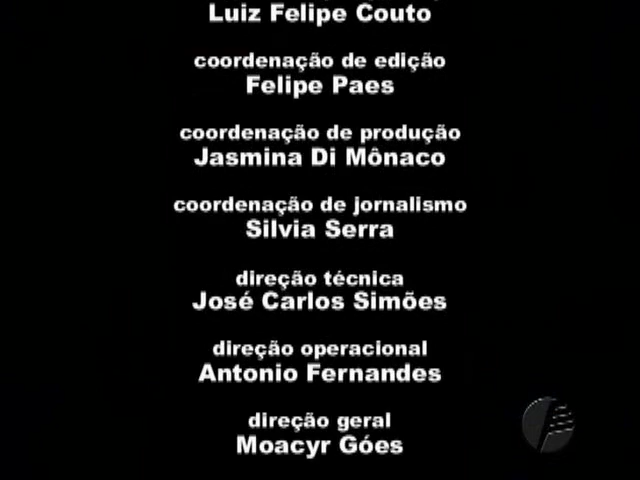 Luiz Felipe Couto
coordenação de edição
Felipe Paes
coordenação de produção
Jasmina Di Mônaco
coordenação de jornalismo
Silvia Serra
direção técnica
José Carlos Simões
direção operacional
Antonio Fernandes
direção geral
Moacyr Góes